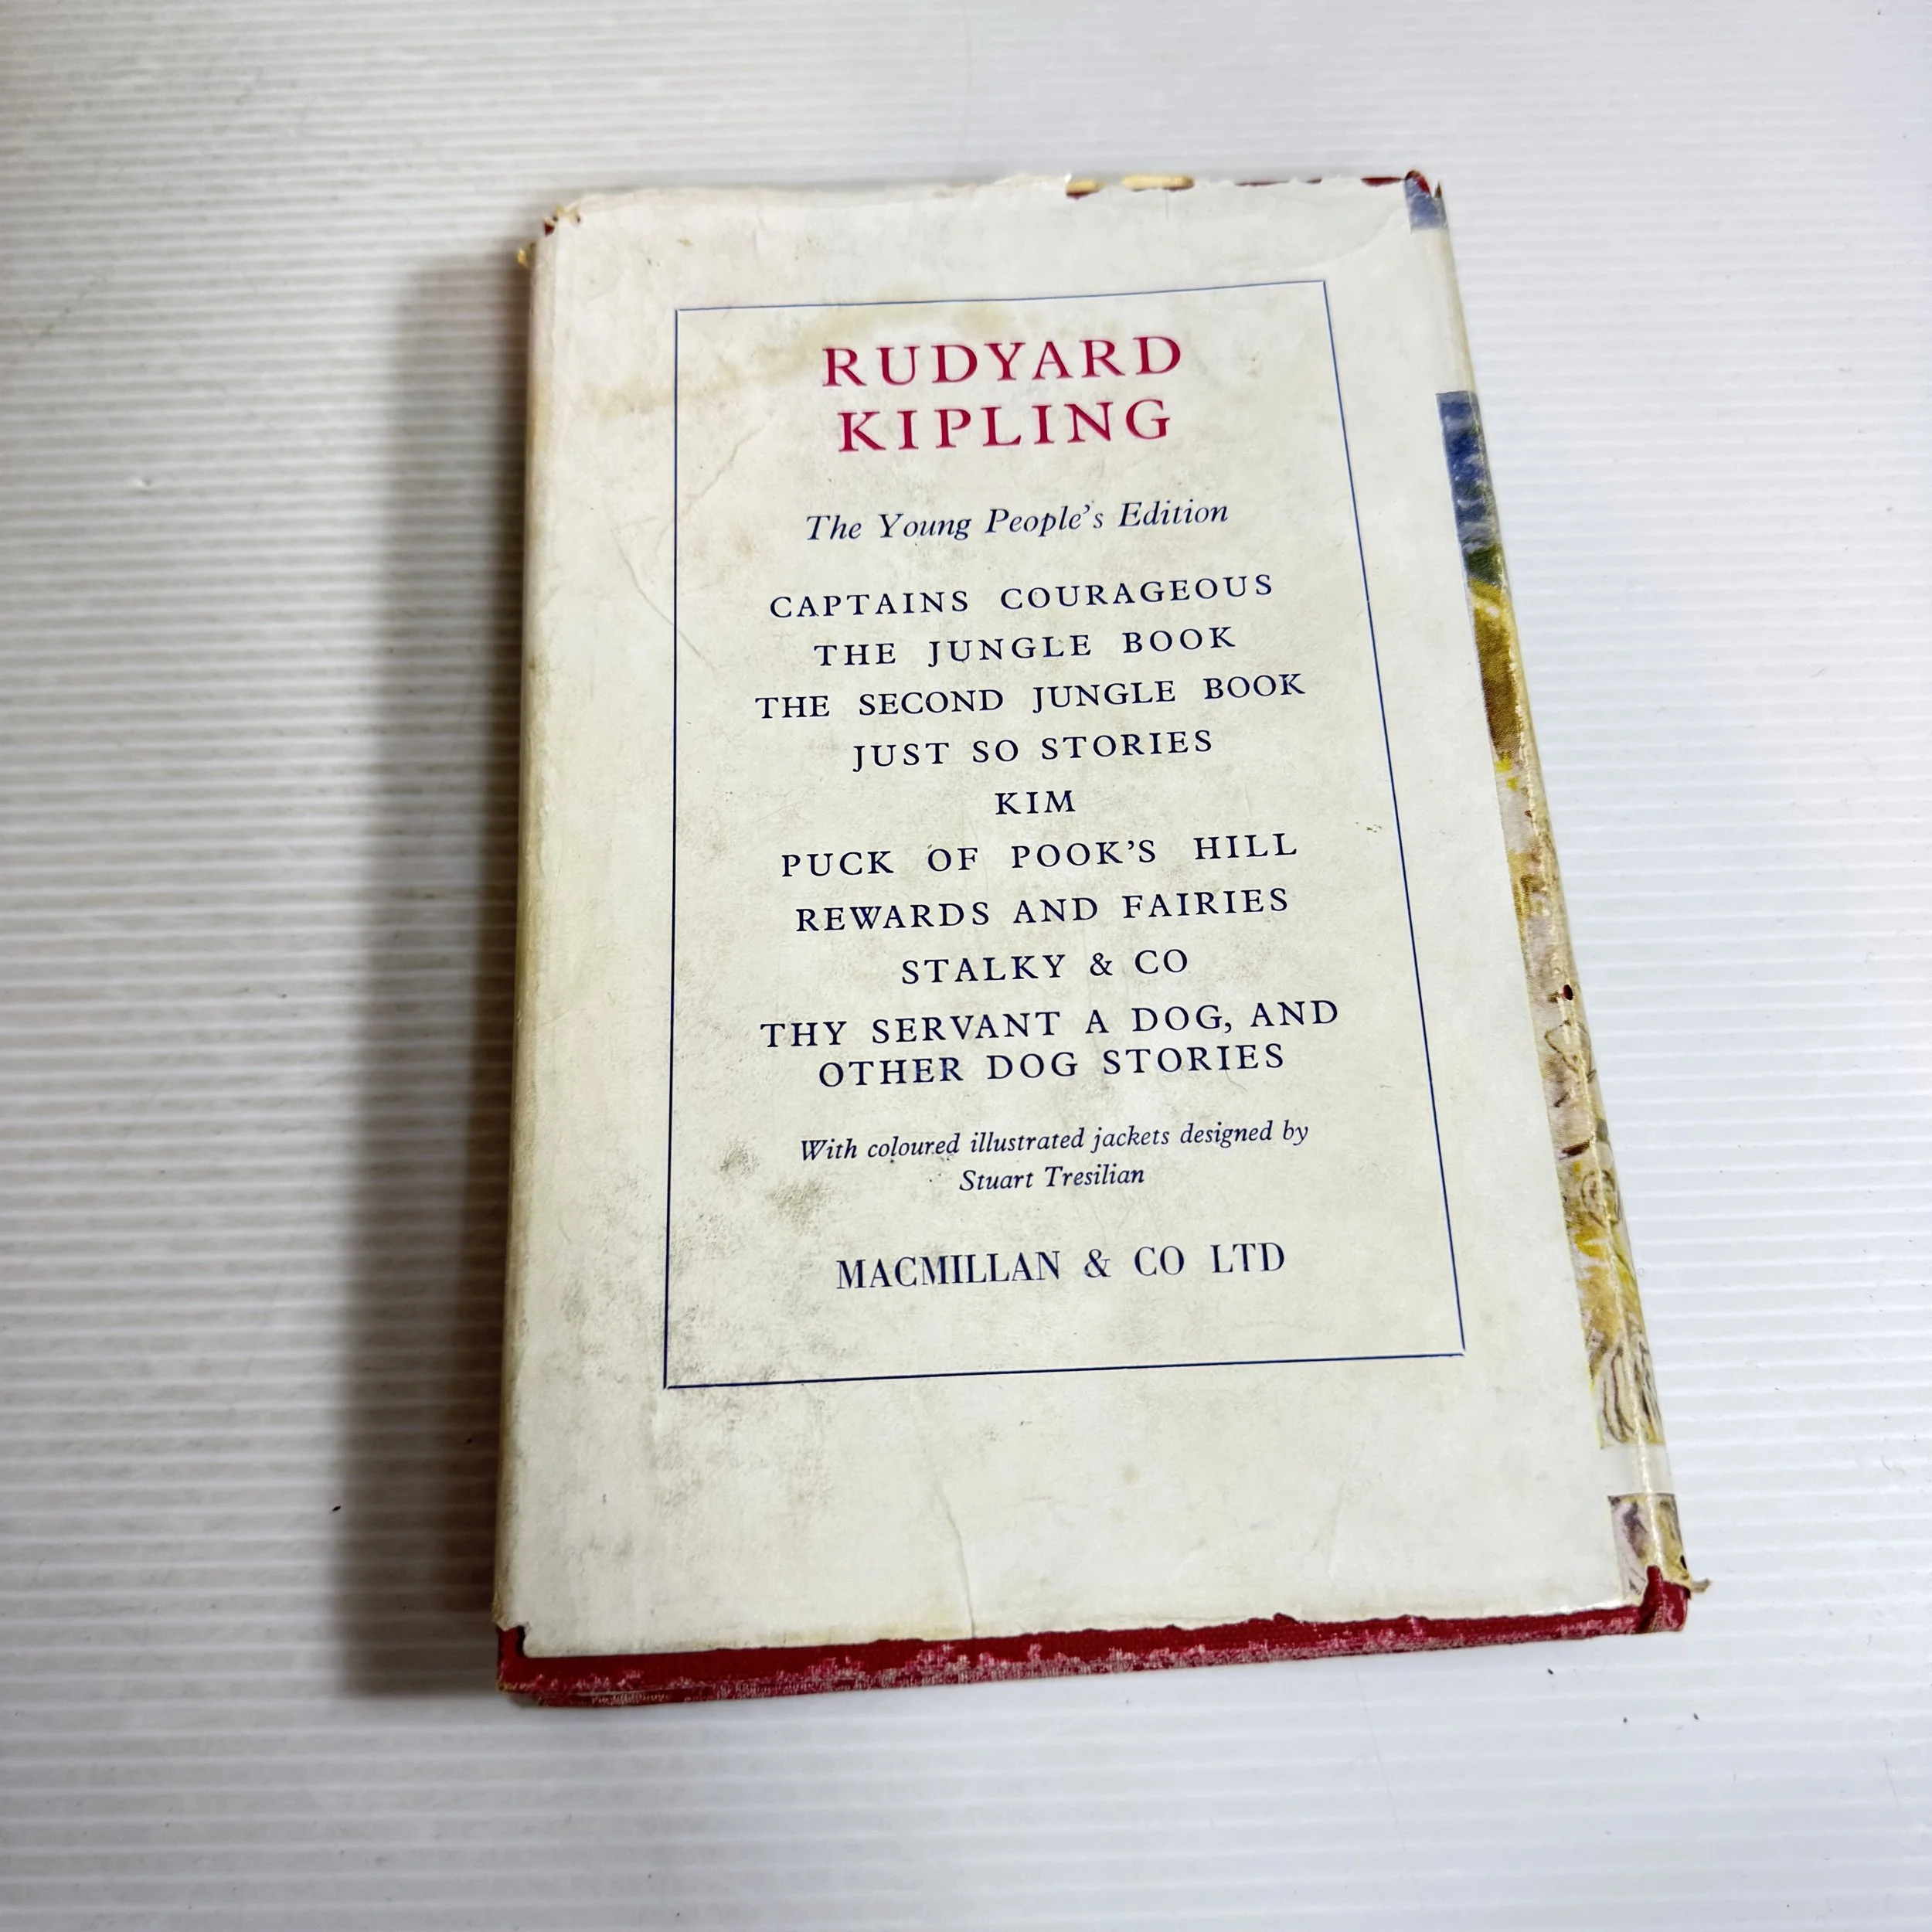 RUDYARD
KIPLING
The Young People's Edition
CAPTAINS COURAGEOUS
THE JUNGLE BOOK
THE SECOND JUNGLE BOOK
JUST SO STORIES
KIM
PUCK OF POOK'S HILL
REWARDS AND FAIRIES
STALKY & CO
THY SERVANT A DOG, AND
OTHER DOG STORIES
With coloured illustrated jackets designed by
Stuart Tresilian
MACMILLAN & CO LTD